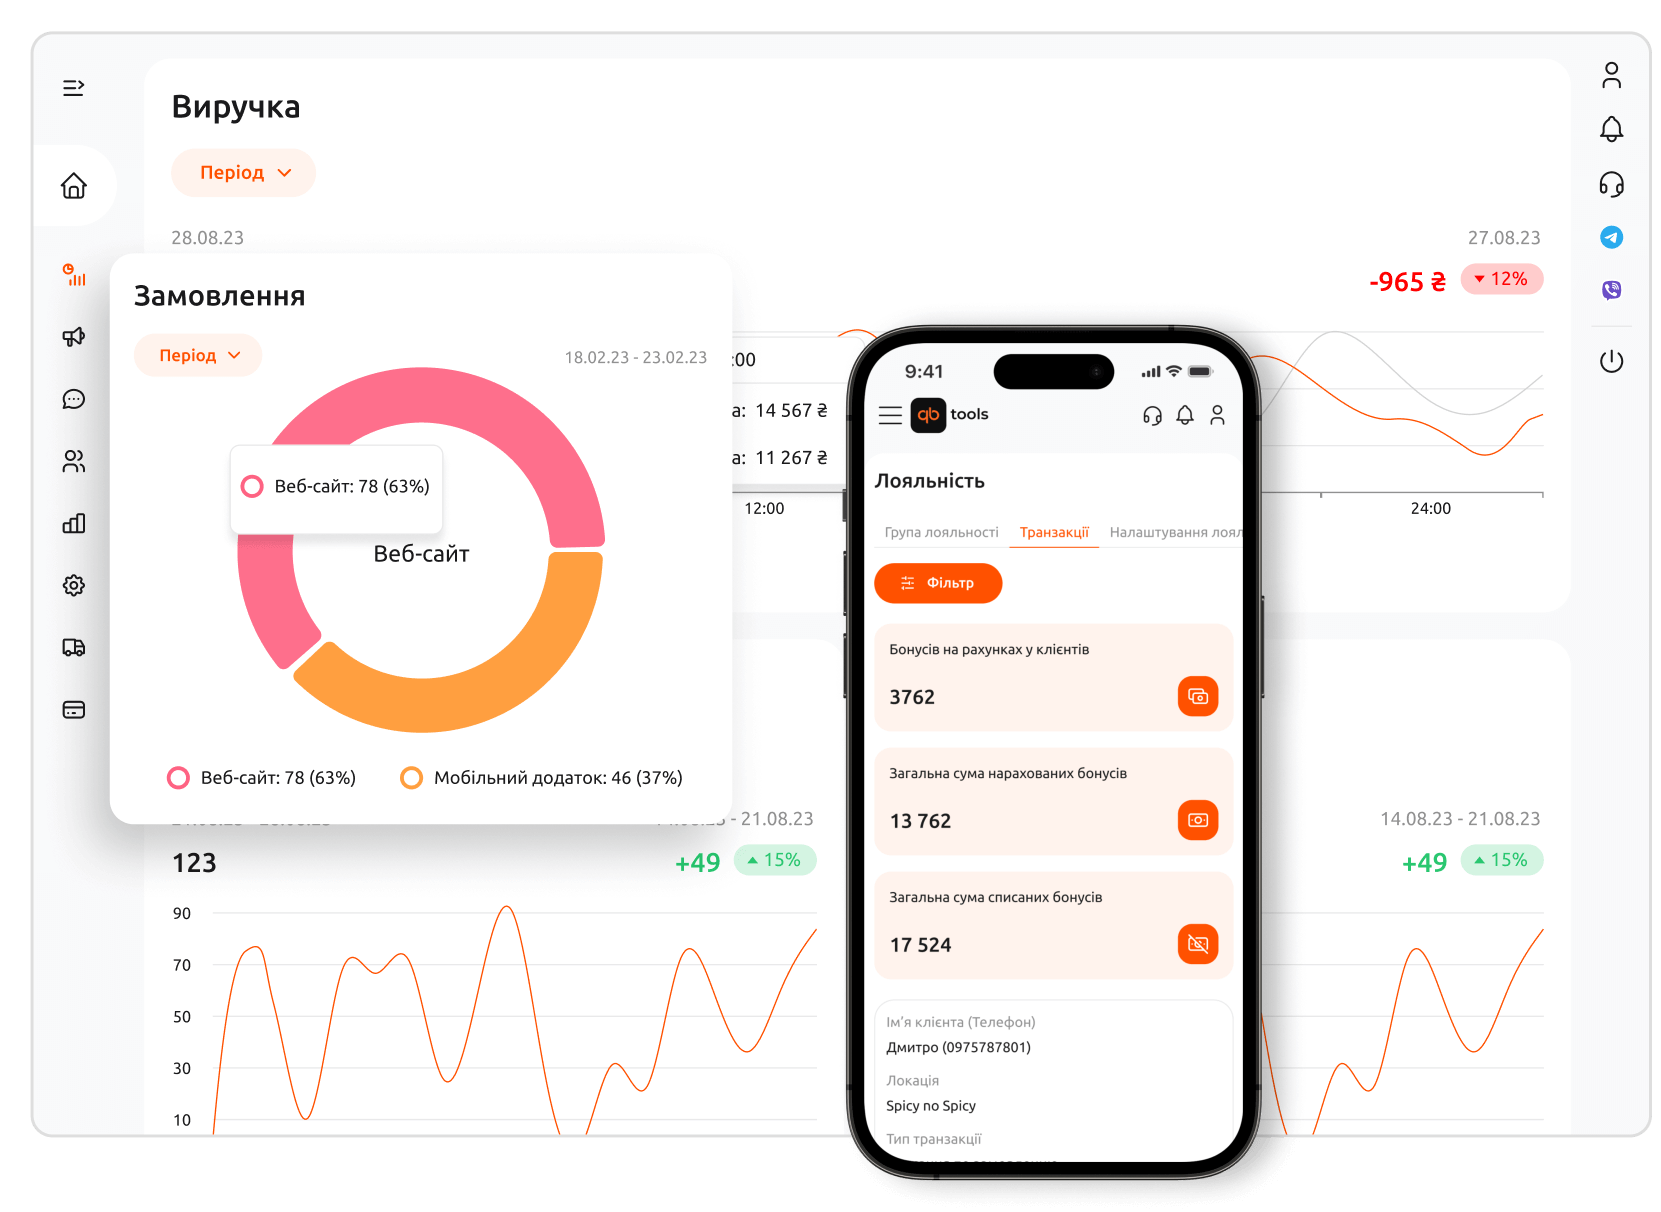 Виручка
Період
28.08.23
27.08.23
-965 ₴
12%
:00
а: 14 567 ₴
а: 11 267 ₴
12:00
24:00
Замовлення
Період
18.02.23 - 23.02.23
Веб-сайт: 78 (63%)
Веб-сайт
Веб-сайт: 78 (63%)
Мобільний додаток: 46 (37%)
- 21.08.23
123
+49
15%
90
70
50
30
10
14.08.23 - 21.08.23
+49
15%
9:41
qb tools
Лояльність
Група лояльності
Транзакції
Налаштування лоял
Фільтр
Бонусів на рахунках у клієнтів
3762
Загальна сума нарахованих бонусів
13 762
Загальна сума списаних бонусів
17 524
Ім’я клієнта (Телефон)
Дмитро (0975787801)
Локація
Spicy no Spicy
Тип транзакції